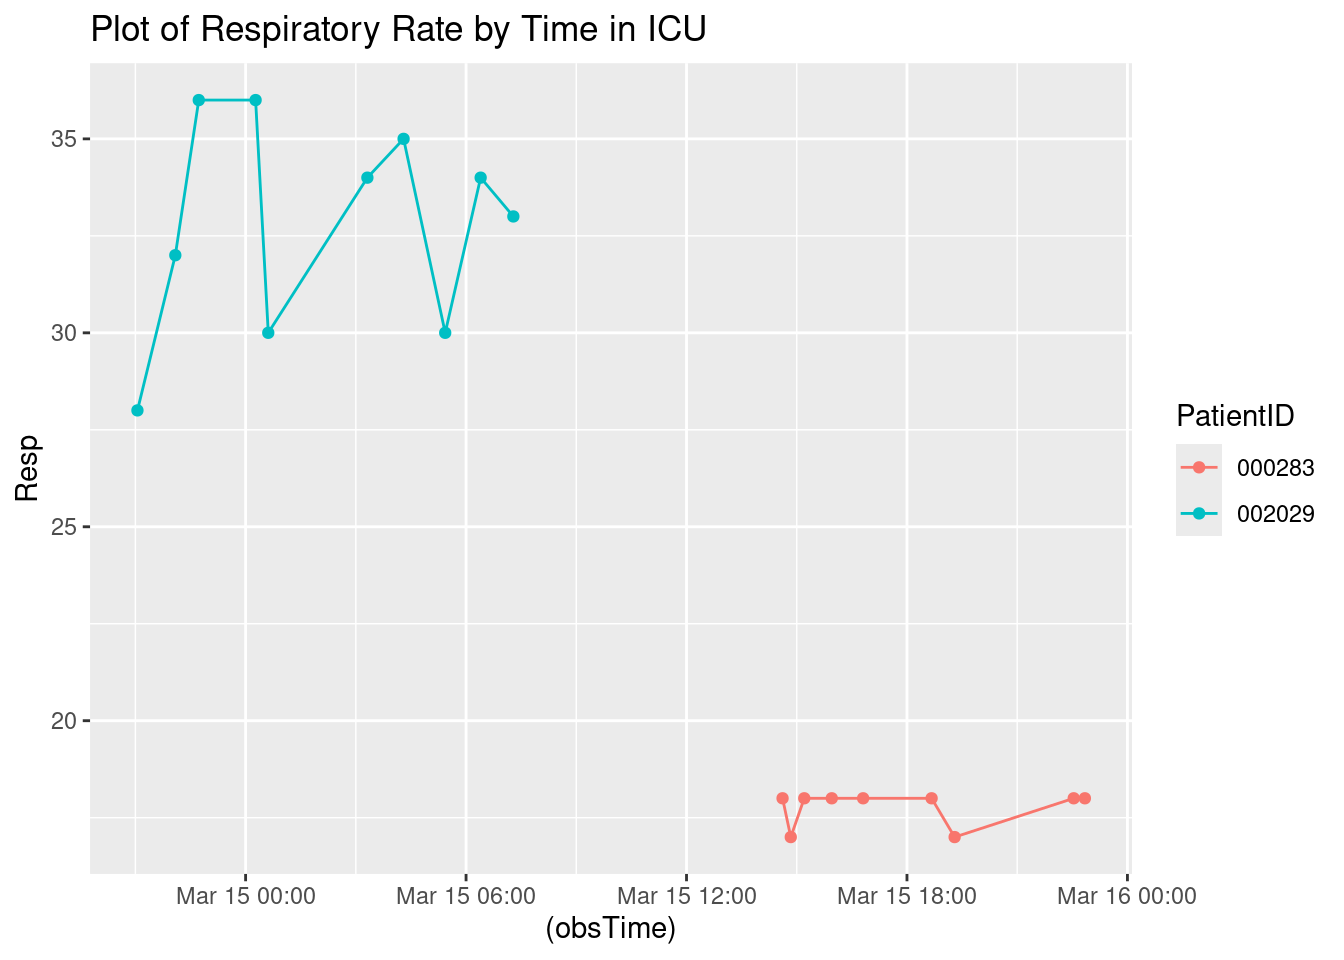 Plot of Respiratory Rate by Time in ICU
35
30
25
20
Resp
Mar 15 00:00
Mar 15 06:00
Mar 15 12:00
Mar 15 18:00
Mar 16 00:00
(obsTime)
PatientID
000283
002029